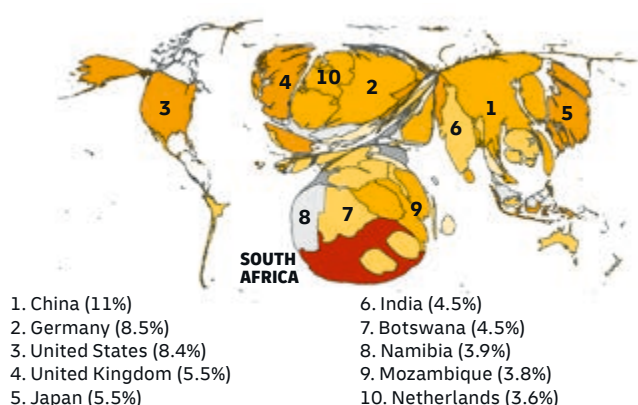 4
10
2
3
1
5
6
8
7
9
SOUTH
AFRICA
1. China (11%)
2. Germany (8.5%)
3. United States (8.4%)
4. United Kingdom (5.5%)
5. Japan (5.5%)
6. India (4.5%)
7. Botswana (4.5%)
8. Namibia (3.9%)
9. Mozambique (3.8%)
10. Netherlands (3.6%)